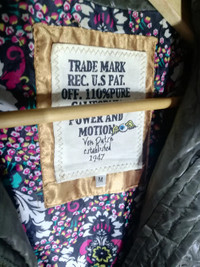 TRADE MARK
REC. U.S PAT.
OFF. 110% PURE
POWER AND
MOTION
Von Dutch
established
1947
M